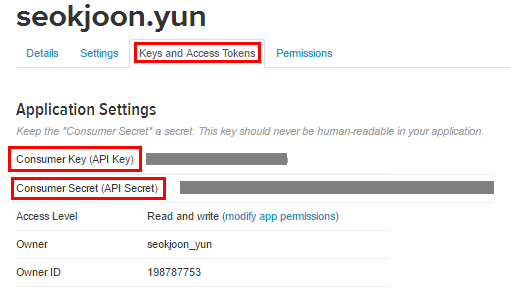 seokjoon.yun
Details Settings Keys and Access Tokens Permissions
Application Settings
Keep the "Consumer Secret" a secret. This key should never be human-readable in your application.
Consumer Key (API Key)
Consumer Secret (API Secret)
Access Level Read and write (modify app permissions)
Owner seokjoon_yun
Owner ID 198787753